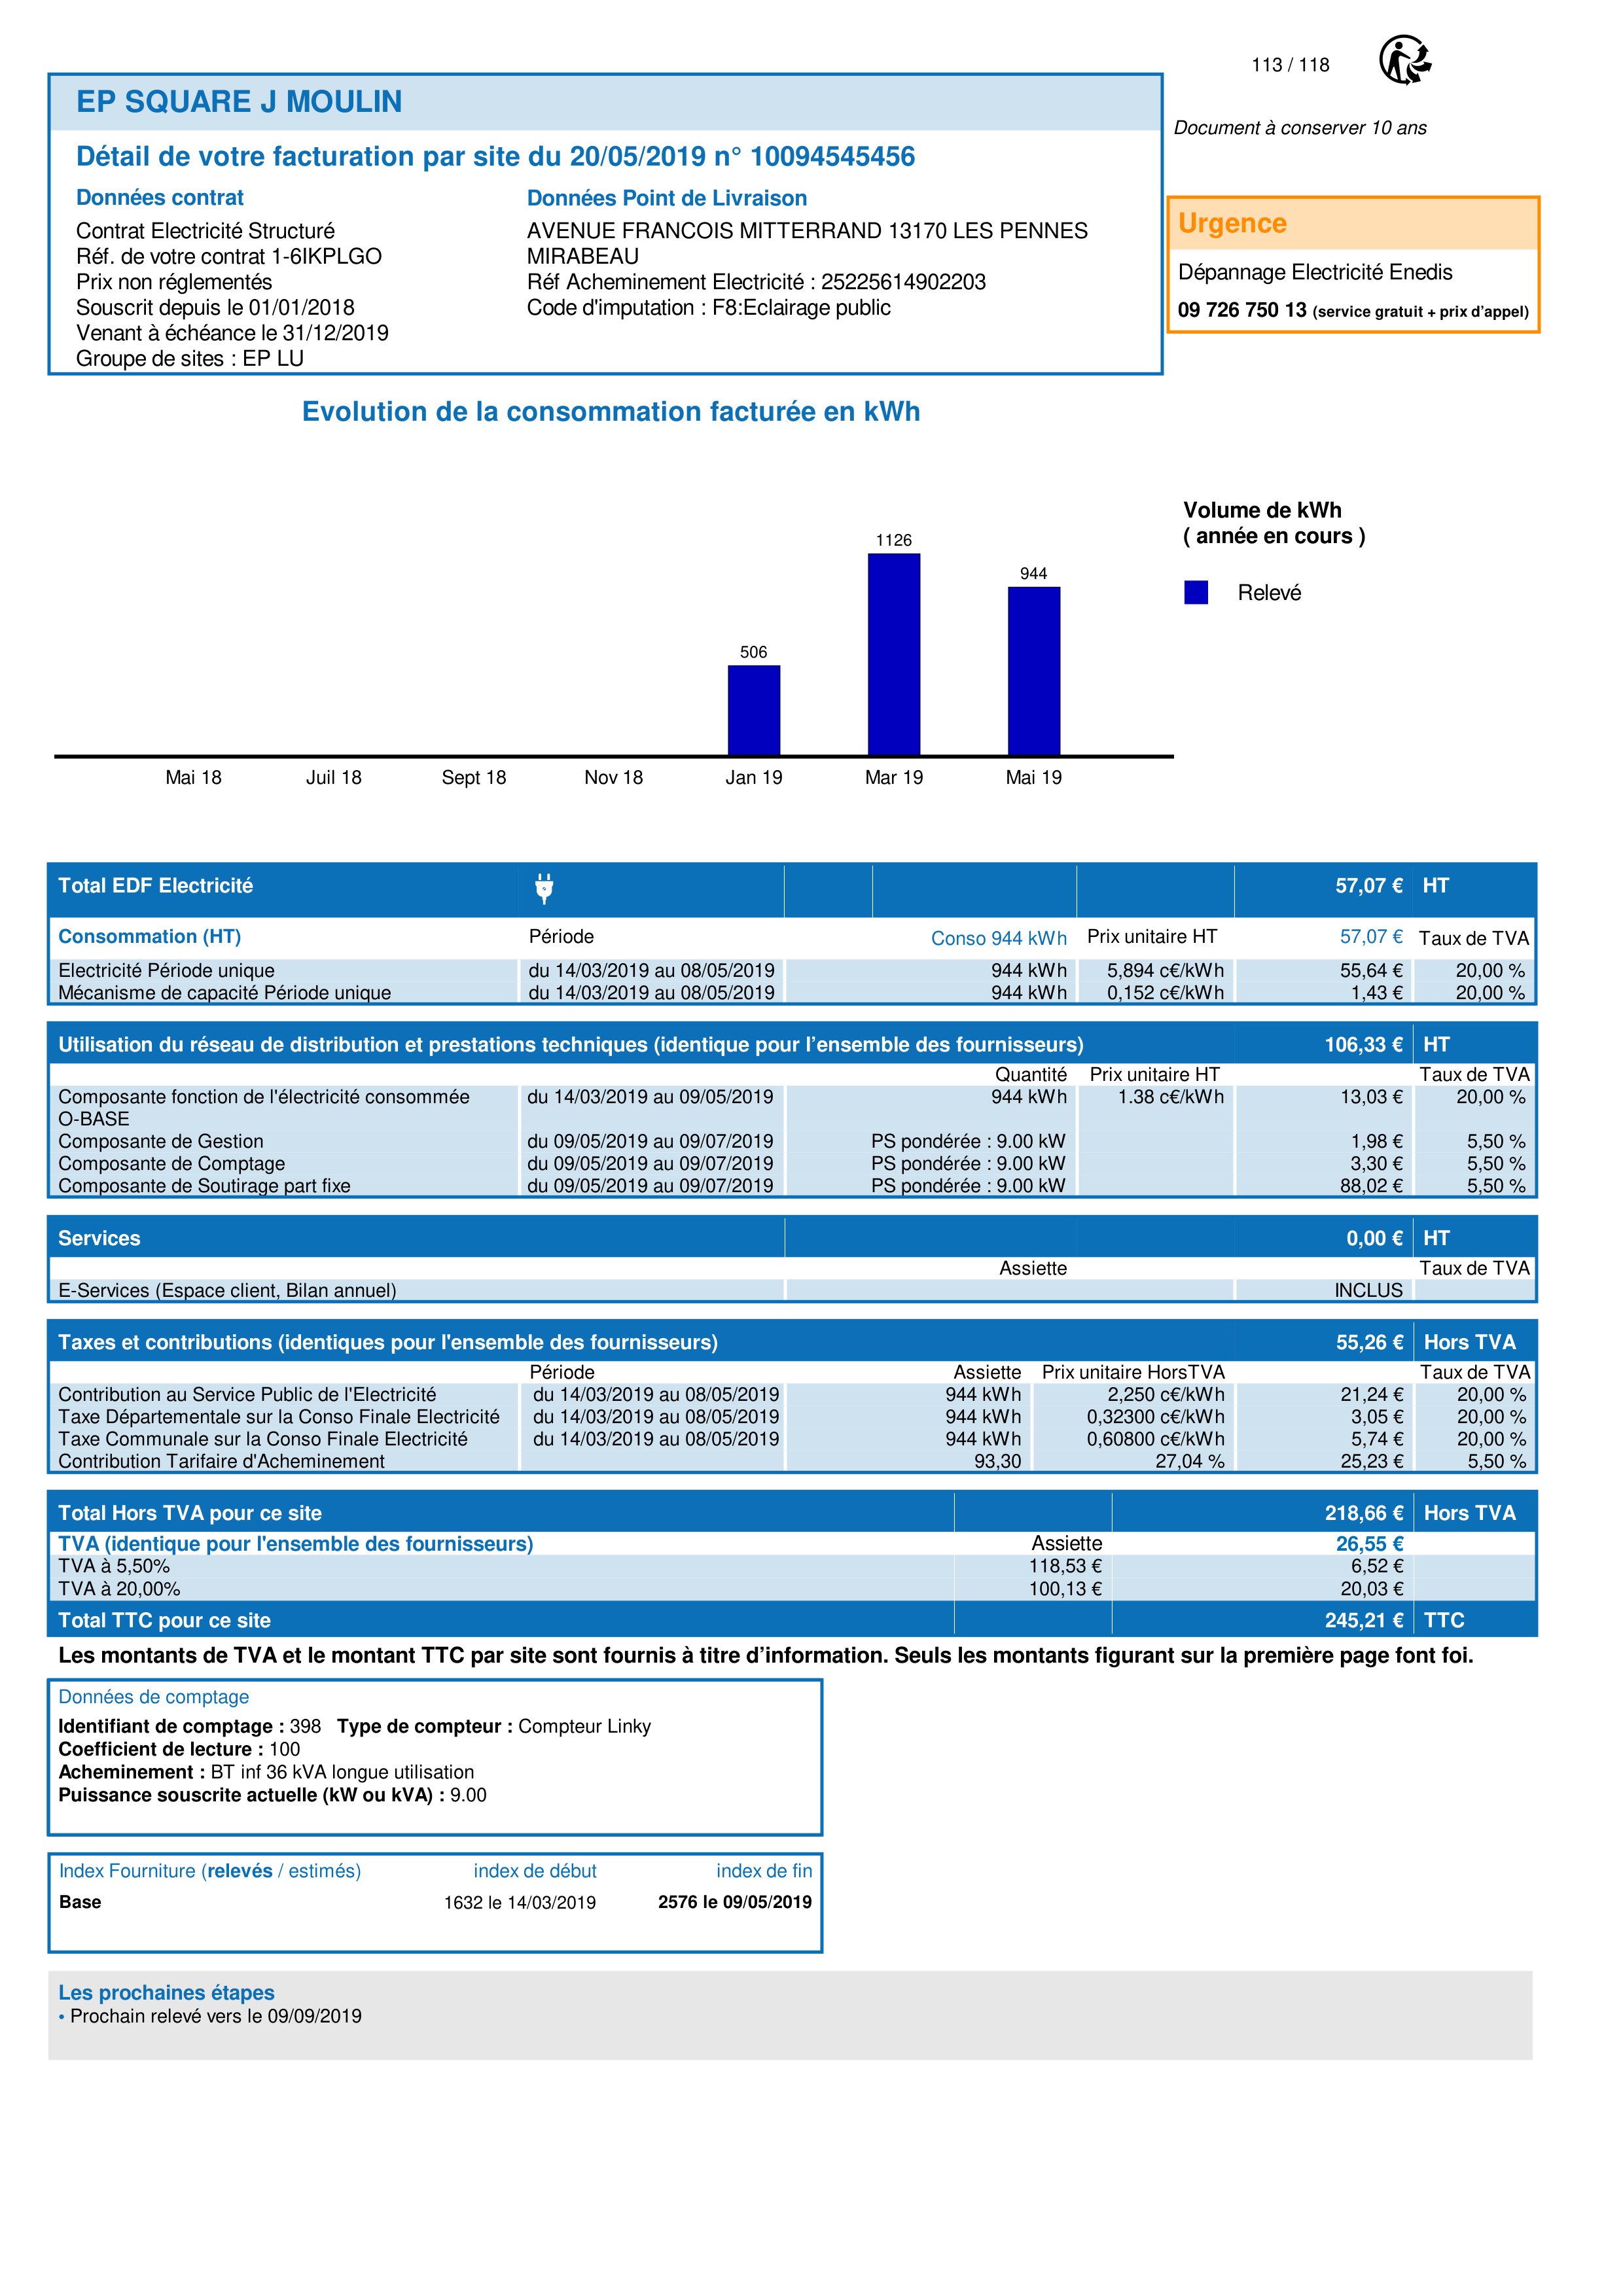 113 / 118
Document à conserver 10 ans
EP SQUARE J MOULIN
Détail de votre facturation par site du 20/05/2019 n° 10094545456
Données contrat
Contrat Electricité Structuré
Réf. de votre contrat 1-6IKPLGO
Prix non réglementés
Souscrit depuis le 01/01/2018
Venant à échéance le 31/12/2019
Groupe de sites : EP LU
Données Point de Livraison
AVENUE FRANCOIS MITTERRAND 13170 LES PENNES
MIRABEAU
Réf Acheminement Electricité : 25225614902203
Code d'imputation : F8:Eclairage public
Urgence
Dépannage Electricité Enedis
09 726 750 13 (service gratuit + prix d’appel)
Evolution de la consommation facturée en kWh
Volume de kWh
( année en cours )
Relevé
506
1126
944
Mai 18 Juil 18 Sept 18 Nov 18 Jan 19 Mar 19 Mai 19
Total EDF Electricité 57,07 € HT
Consommation (HT) Période Conso 944 kWh Prix unitaire HT 57,07 € Taux de TVA
Electricité Période unique du 14/03/2019 au 08/05/2019 944 kWh 5,894 c€/kWh 55,64 € 20,00 %
Mécanisme de capacité Période unique du 14/03/2019 au 08/05/2019 944 kWh 0,152 c€/kWh 1,43 € 20,00 %
Utilisation du réseau de distribution et prestations techniques (identique pour l’ensemble des fournisseurs) 106,33 € HT
Quantité Prix unitaire HT Taux de TVA
Composante fonction de l'électricité consommée du 14/03/2019 au 09/05/2019 944 kWh 1.38 c€/kWh 13,03 € 20,00 %
O-BASE
Composante de Gestion du 09/05/2019 au 09/07/2019 PS pondérée : 9.00 kW 1,98 € 5,50 %
Composante de Comptage du 09/05/2019 au 09/07/2019 PS pondérée : 9.00 kW 3,30 € 5,50 %
Composante de Soutirage part fixe du 09/05/2019 au 09/07/2019 PS pondérée : 9.00 kW 88,02 € 5,50 %
Services 0,00 € HT
Assiette Taux de TVA
E-Services (Espace client, Bilan annuel) INCLUS
Taxes et contributions (identiques pour l'ensemble des fournisseurs) 55,26 € Hors TVA
Période Assiette Prix unitaire HorsTVA Taux de TVA
Contribution au Service Public de l'Electricité du 14/03/2019 au 08/05/2019 944 kWh 2,250 c€/kWh 21,24 € 20,00 %
Taxe Départementale sur la Conso Finale Electricité du 14/03/2019 au 08/05/2019 944 kWh 0,32300 c€/kWh 3,05 € 20,00 %
Taxe Communale sur la Conso Finale Electricité du 14/03/2019 au 08/05/2019 944 kWh 0,60800 c€/kWh 5,74 € 20,00 %
Contribution Tarifaire d'Acheminement 93,30 27,04 % 25,23 € 5,50 %
Total Hors TVA pour ce site 218,66 € Hors TVA
TVA (identique pour l'ensemble des fournisseurs) Assiette 26,55 €
TVA à 5,50% 118,53 € 6,52 €
TVA à 20,00% 100,13 € 20,03 €
Total TTC pour ce site 245,21 € TTC
Les montants de TVA et le montant TTC par site sont fournis à titre d’information. Seuls les montants figurant sur la première page font foi.
Données de comptage
Identifiant de comptage : 398 Type de compteur : Compteur Linky
Coefficient de lecture : 100
Acheminement : BT inf 36 kVA longue utilisation
Puissance souscrite actuelle (kW ou kVA) : 9.00
Index Fourniture (relevés / estimés) index de début index de fin
Base 1632 le 14/03/2019 2576 le 09/05/2019
Les prochaines étapes
• Prochain relevé vers le 09/09/2019